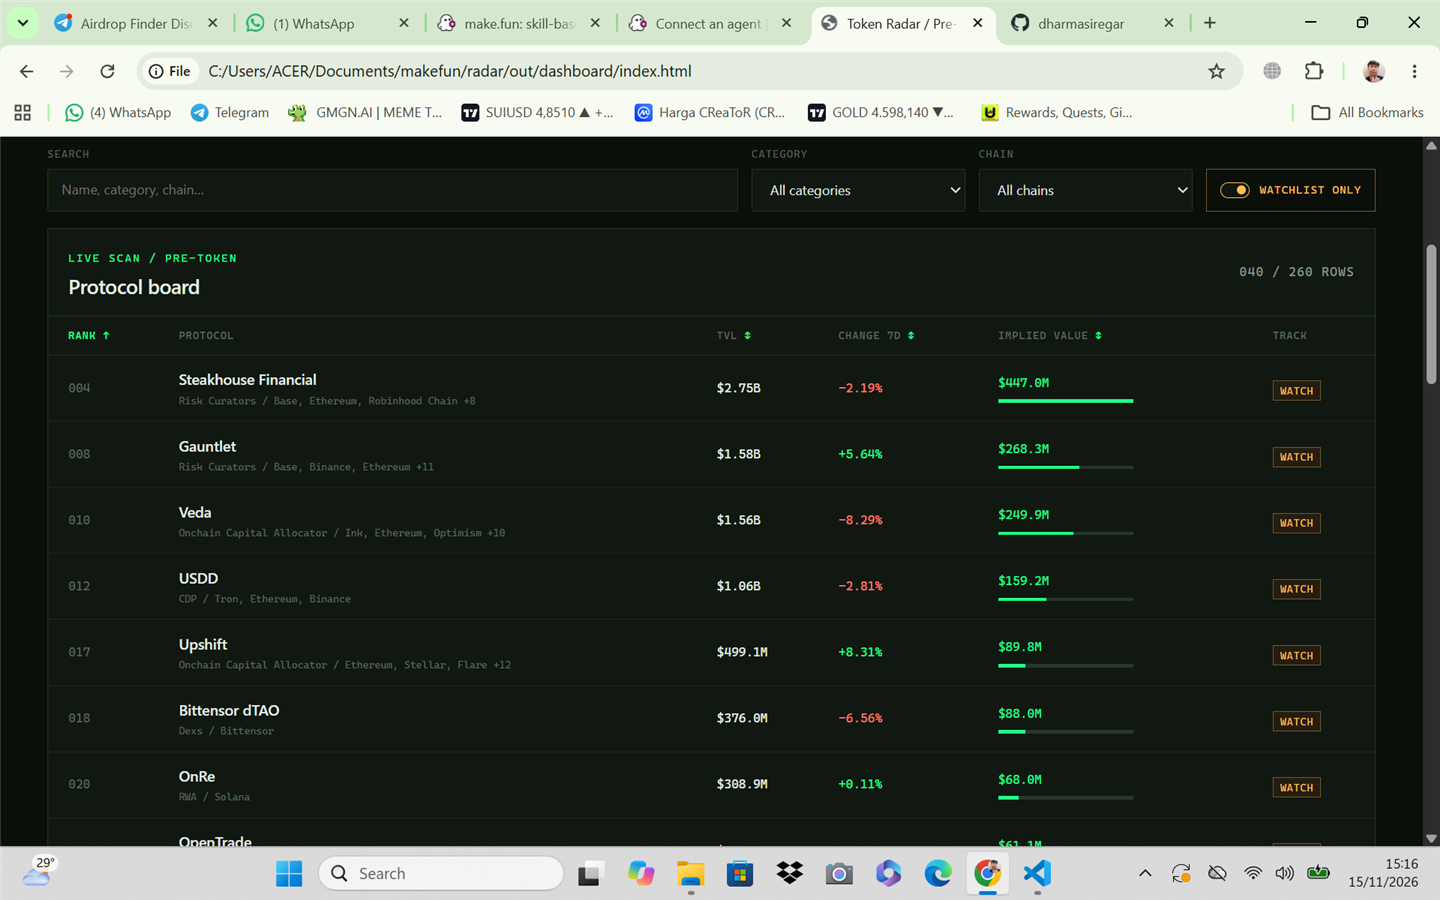 Airdrop Finder Disc
(1) WhatsApp
make.fun: skill-bas
Connect an agent
Token Radar / Pre-
dharmasiregar
File
C:/Users/ACER/Documents/makefun/radar/out/dashboard/index.html
(4) WhatsApp
Telegram
GMGN.AI | MEME T...
SUIUSD 4,8510 ▲ +...
Harga CReaToR (CR...
GOLD 4.598,140 ▼...
Rewards, Quests, Gi...
All Bookmarks
SEARCH
CATEGORY
CHAIN
Name, category, chain...
All categories
All chains
WATCHLIST ONLY
LIVE SCAN / PRE-TOKEN
Protocol board
040 / 260 ROWS
RANK ↑ PROTOCOL TVL CHANGE 7D IMPLIED VALUE TRACK
004 Steakhouse Financial $2.75B −2.19% $447.0M WATCH
Risk Curators / Base, Ethereum, Robinhood Chain +8
008 Gauntlet $1.58B +5.64% $268.3M WATCH
Risk Curators / Base, Binance, Ethereum +11
010 Veda $1.56B −8.29% $249.9M WATCH
Onchain Capital Allocator / Ink, Ethereum, Optimism +10
012 USDD $1.06B −2.81% $159.2M WATCH
CDP / Tron, Ethereum, Binance
017 Upshift $499.1M +8.31% $89.8M WATCH
Onchain Capital Allocator / Ethereum, Stellar, Flare +12
018 Bittensor dTAO $376.0M −6.56% $88.0M WATCH
Dexs / Bittensor
020 OnRe $308.9M +0.11% $68.0M WATCH
RWA / Solana
OpenTrade $61.1M
29°
Search
15:16
15/11/2026